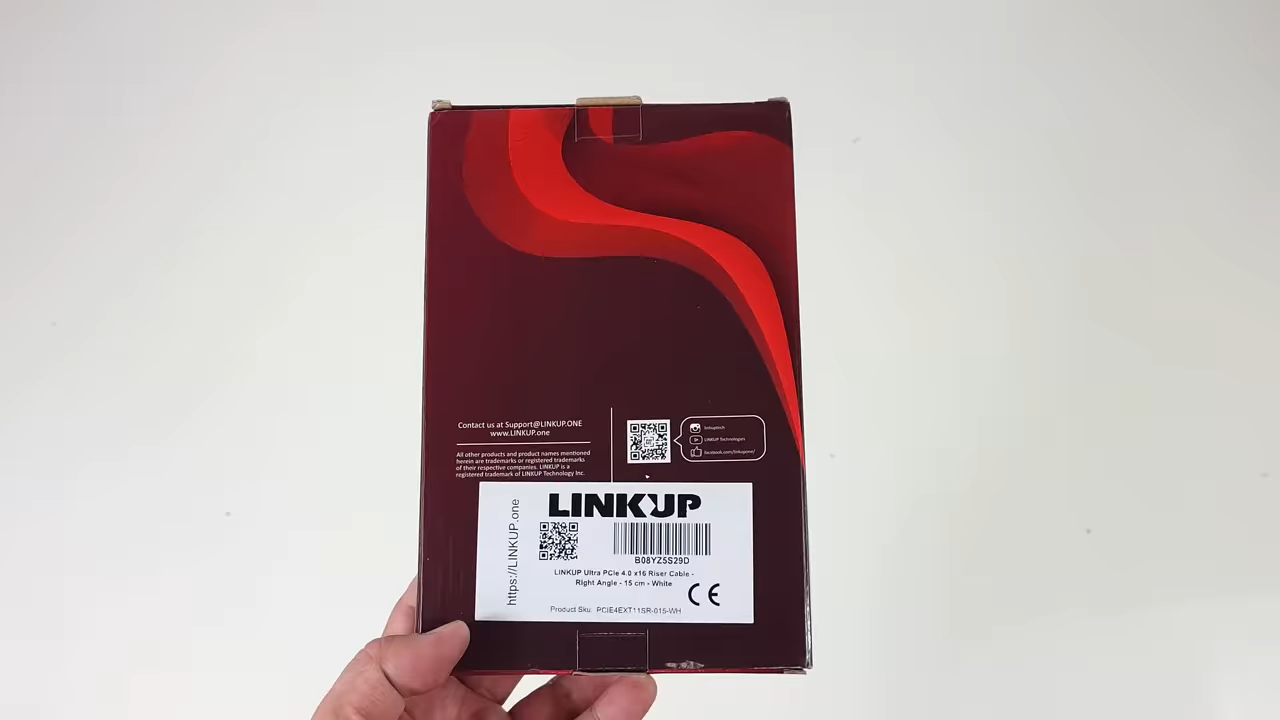 Contact us at Support@LINKUP.ONE
www.LINKUP.one
All other products and product names mentioned
herein are trademarks or registered trademarks
of their respective companies. LINKUP is a
registered trademark of LINKUP Technology Inc.
linkuptech
LINKUP Technologies
facebook.com/linkupone/
https://LINKUP.one
LINKUP
B08YZ5S29D
LINKUP Ultra PCIe 4.0 x16 Riser Cable -
Right Angle - 15 cm - White
CE
Product Sku: PCIE4EXT11SR-015-WH